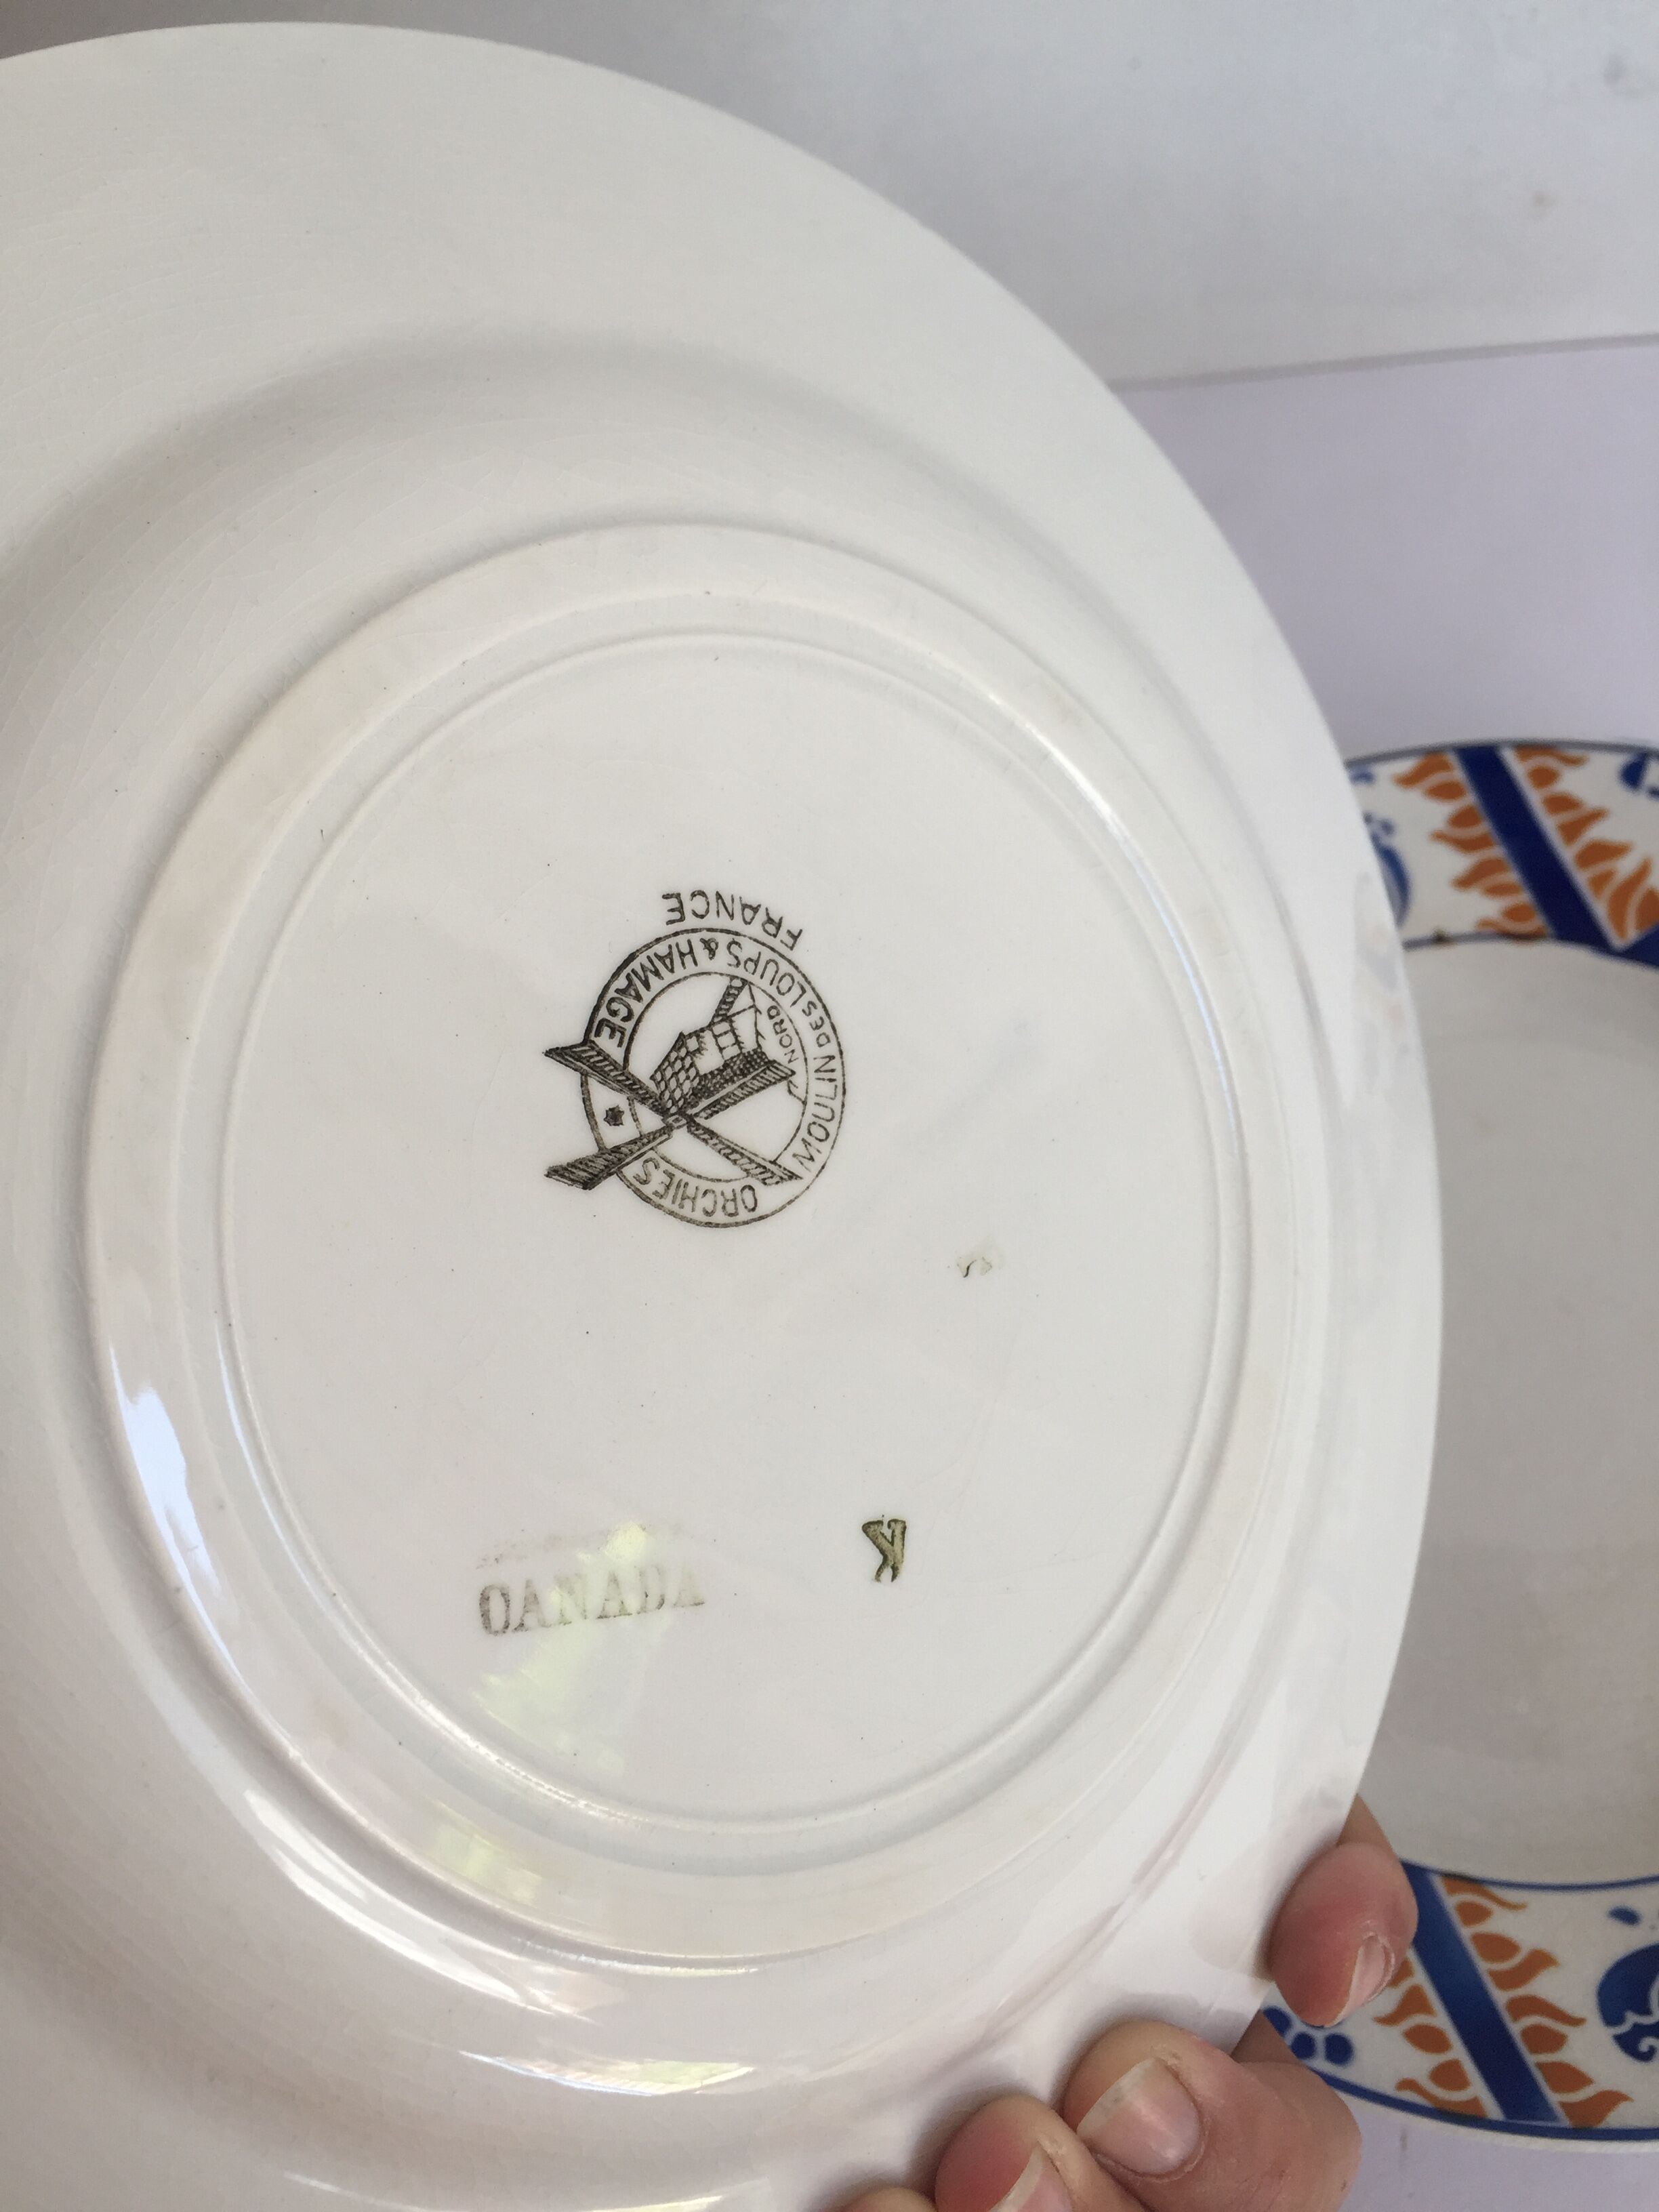 FRANCE
ORCHIES
MOULIN DES LOUPS & HAMAGE
NORD
K
CANADA